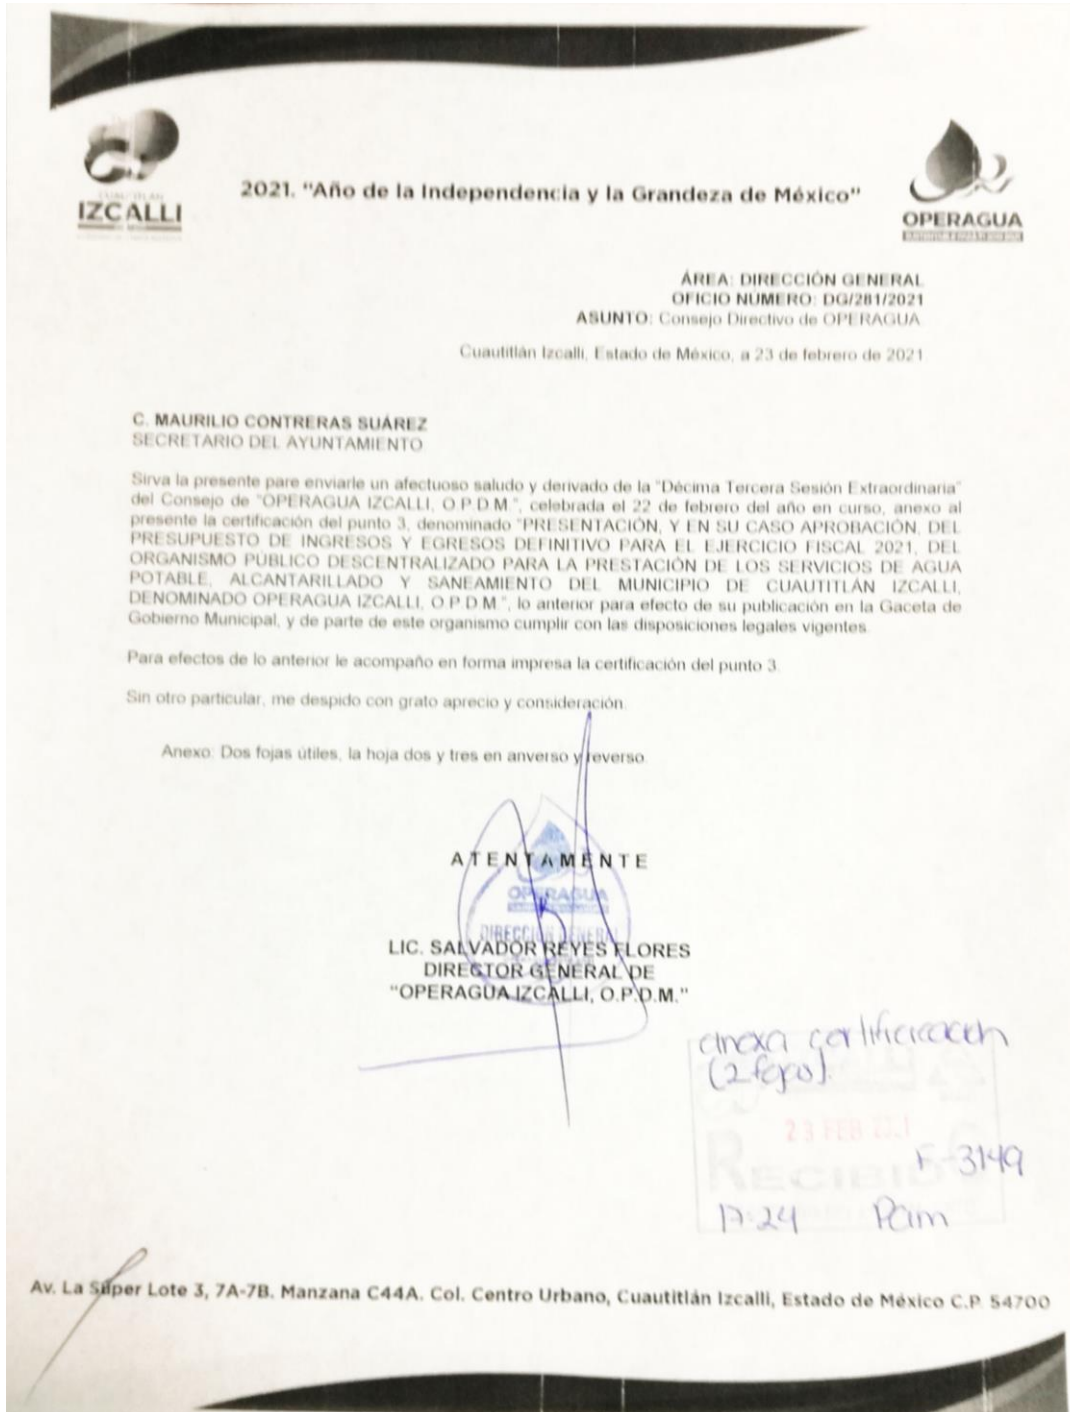 IZCALLI
2021. "Año de la Independencia y la Grandeza de México"
OPERAGUA
ÁREA: DIRECCIÓN GENERAL
OFICIO NÚMERO: DG/281/2021
ASUNTO: Consejo Directivo de OPERAGUA
Cuautitlán Izcalli, Estado de México, a 23 de febrero de 2021
C. MAURILIO CONTRERAS SUÁREZ
SECRETARIO DEL AYUNTAMIENTO
Sirva la presente pare enviarle un afectuoso saludo y derivado de la "Décima Tercera Sesión Extraordinaria"
del Consejo de "OPERAGUA IZCALLI, O.P.D.M.", celebrada el 22 de febrero del año en curso, anexo al
presente la certificación del punto 3, denominado "PRESENTACIÓN, Y EN SU CASO APROBACIÓN, DEL
PRESUPUESTO DE INGRESOS Y EGRESOS DEFINITIVO PARA EL EJERCICIO FISCAL 2021, DEL
ORGANISMO PÚBLICO DESCENTRALIZADO PARA LA PRESTACIÓN DE LOS SERVICIOS DE AGUA
POTABLE, ALCANTARILLADO Y SANEAMIENTO DEL MUNICIPIO DE CUAUTITLÁN IZCALLI,
DENOMINADO OPERAGUA IZCALLI, O.P.D.M.", lo anterior para efecto de su publicación en la Gaceta de
Gobierno Municipal, y de parte de este organismo cumplir con las disposiciones legales vigentes.
Para efectos de lo anterior le acompaño en forma impresa la certificación del punto 3.
Sin otro particular, me despido con grato aprecio y consideración.
Anexo: Dos fojas útiles, la hoja dos y tres en anverso y reverso.
ATENTAMENTE
OPERAGUA
DIRECCIÓN GENERAL
LIC. SALVADOR REYES FLORES
DIRECTOR GENERAL DE
"OPERAGUA IZCALLI, O.P.D.M."
anexa certificacion
(2 fojas).
23 FEB 2021
F-3149
RECIBIDO
17:24 Pam
Av. La Súper Lote 3, 7A-7B. Manzana C44A. Col. Centro Urbano, Cuautitlán Izcalli, Estado de México C.P. 54700